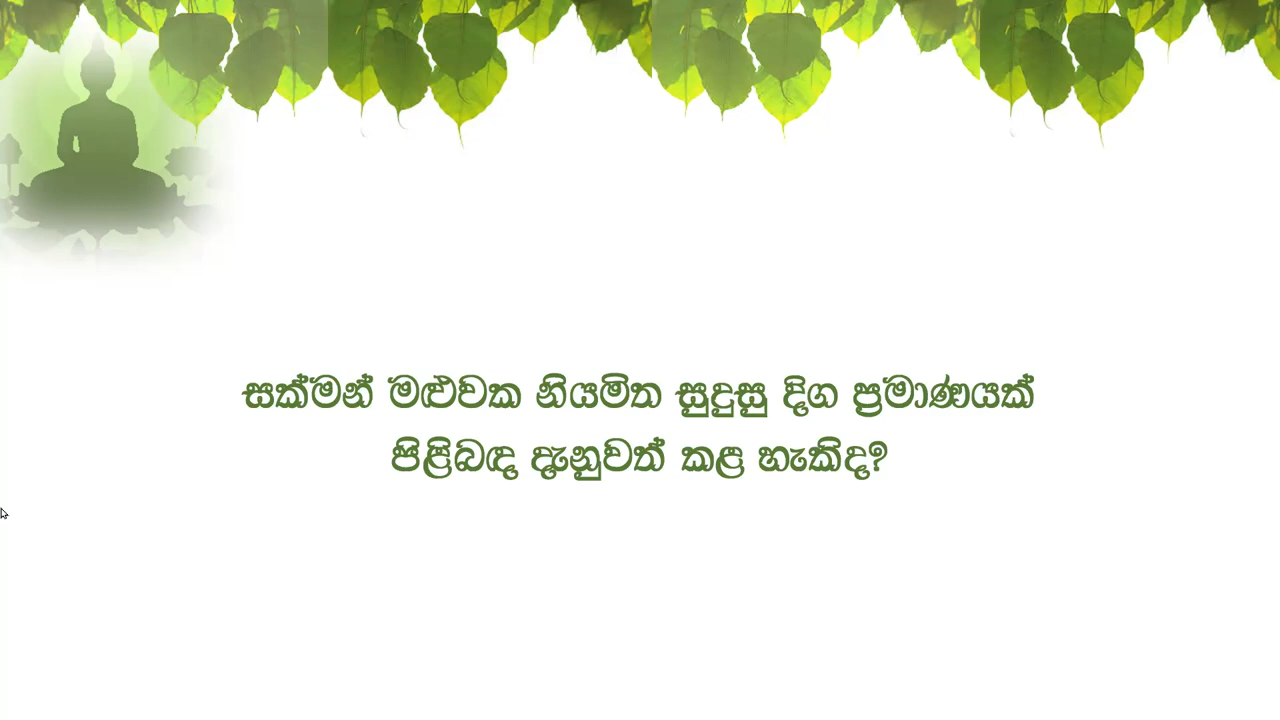 සක්මන් මළුවක නියමිත සුදුසු දිග ප්‍රමාණයක්
පිළිබඳ දැනුවත් කළ හැකිද?